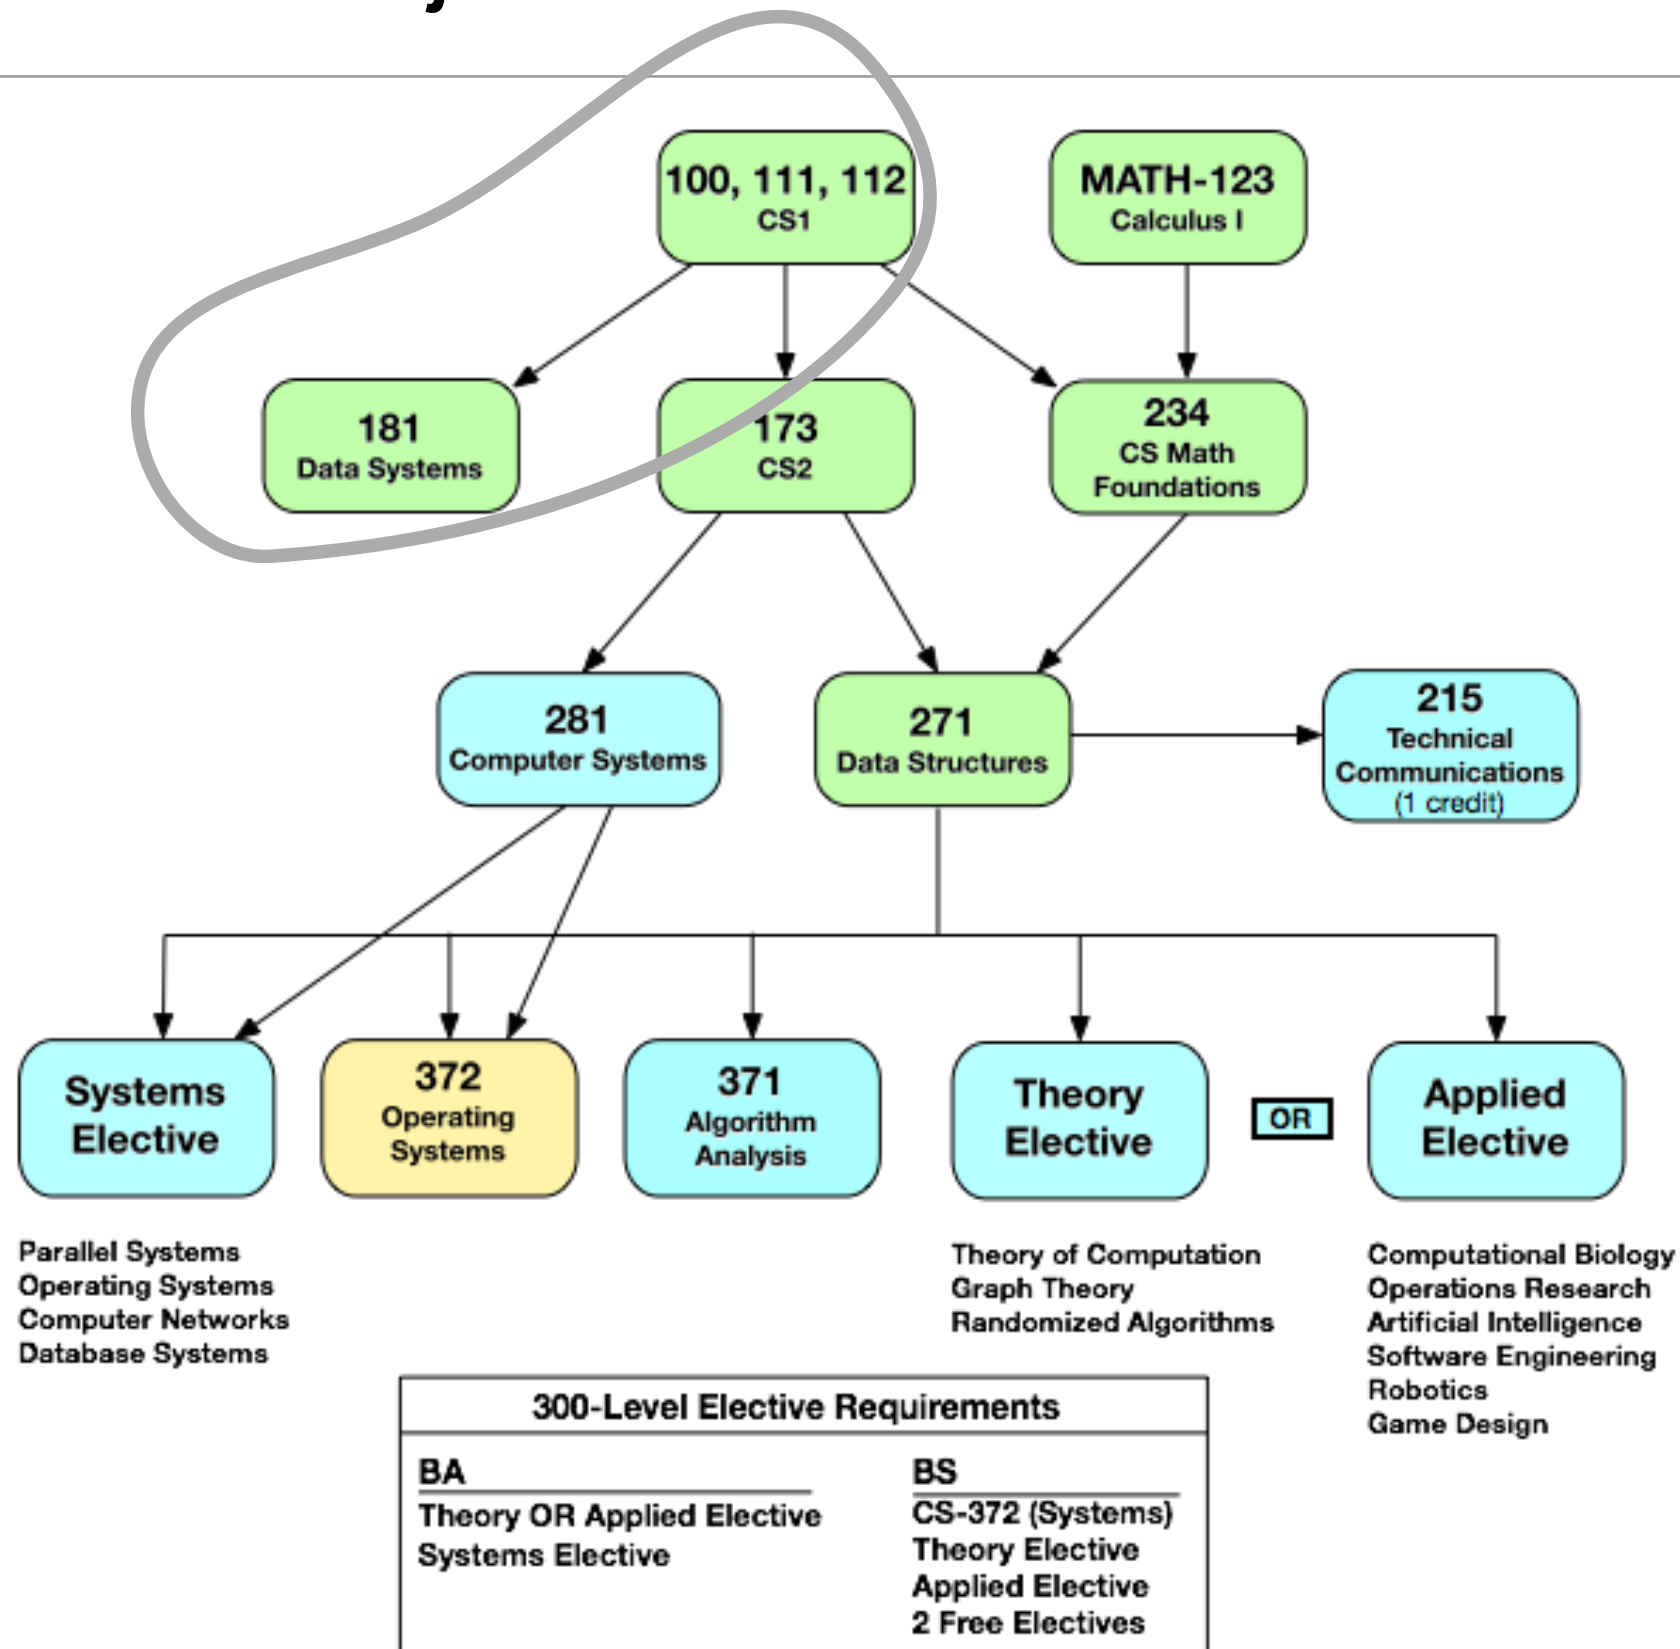 100, 111, 112
CS1
MATH-123
Calculus I
181
Data Systems
173
CS2
234
CS Math
Foundations
281
Computer Systems
271
Data Structures
215
Technical
Communications
(1 credit)
Systems
Elective
372
Operating
Systems
371
Algorithm
Analysis
Theory
Elective
OR
Applied
Elective
Parallel Systems
Operating Systems
Computer Networks
Database Systems
Theory of Computation
Graph Theory
Randomized Algorithms
Computational Biology
Operations Research
Artificial Intelligence
Software Engineering
Robotics
Game Design
300-Level Elective Requirements
BA
Theory OR Applied Elective
Systems Elective
BS
CS-372 (Systems)
Theory Elective
Applied Elective
2 Free Electives